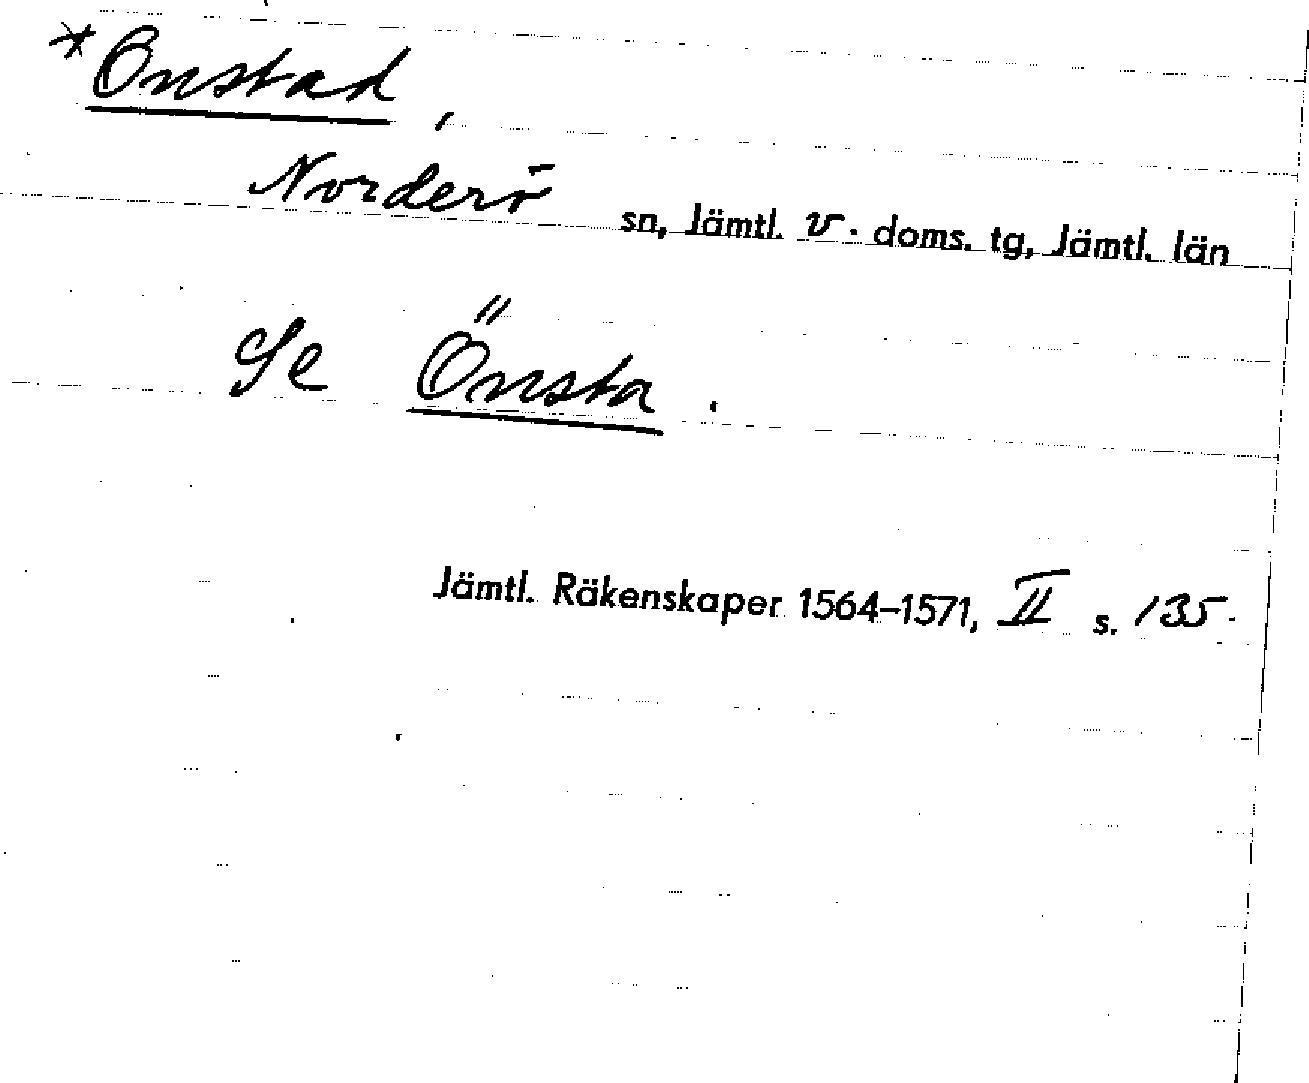 *Onstad,
Norderö sn, Jämtl. v. doms. tg, Jämtl. län
Se Önsta.
Jämtl. Räkenskaper 1564–1571, II s. 135.